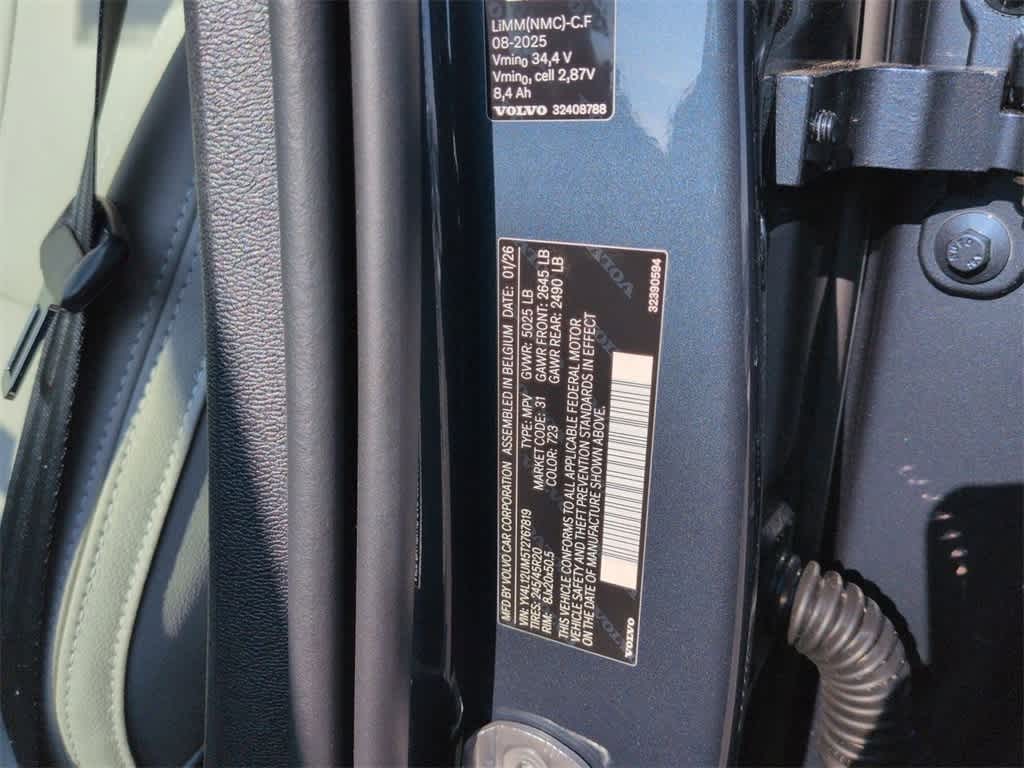 LiMM(NMC)-C.F
08-2025
Vmin₀ 34,4 V
Vmin₀, cell 2,87V
8,4 Ah
VOLVO 32408788
MFD BY VOLVO CAR CORPORATION ASSEMBLED IN BELGIUM DATE: 01/26
VIN: YV4L12UM5T2767819 TYPE: MPV GVWR: 5025 LB
TIRES: 245/45R20 MARKET CODE: 31 GAWR FRONT: 2645 LB
RIM: 8Jx20x50.5 COLOR: 723 GAWR REAR: 2490 LB
THIS VEHICLE CONFORMS TO ALL APPLICABLE FEDERAL MOTOR
VEHICLE SAFETY AND THEFT PREVENTION STANDARDS IN EFFECT
ON THE DATE OF MANUFACTURE SHOWN ABOVE.
VOLVO 32390594